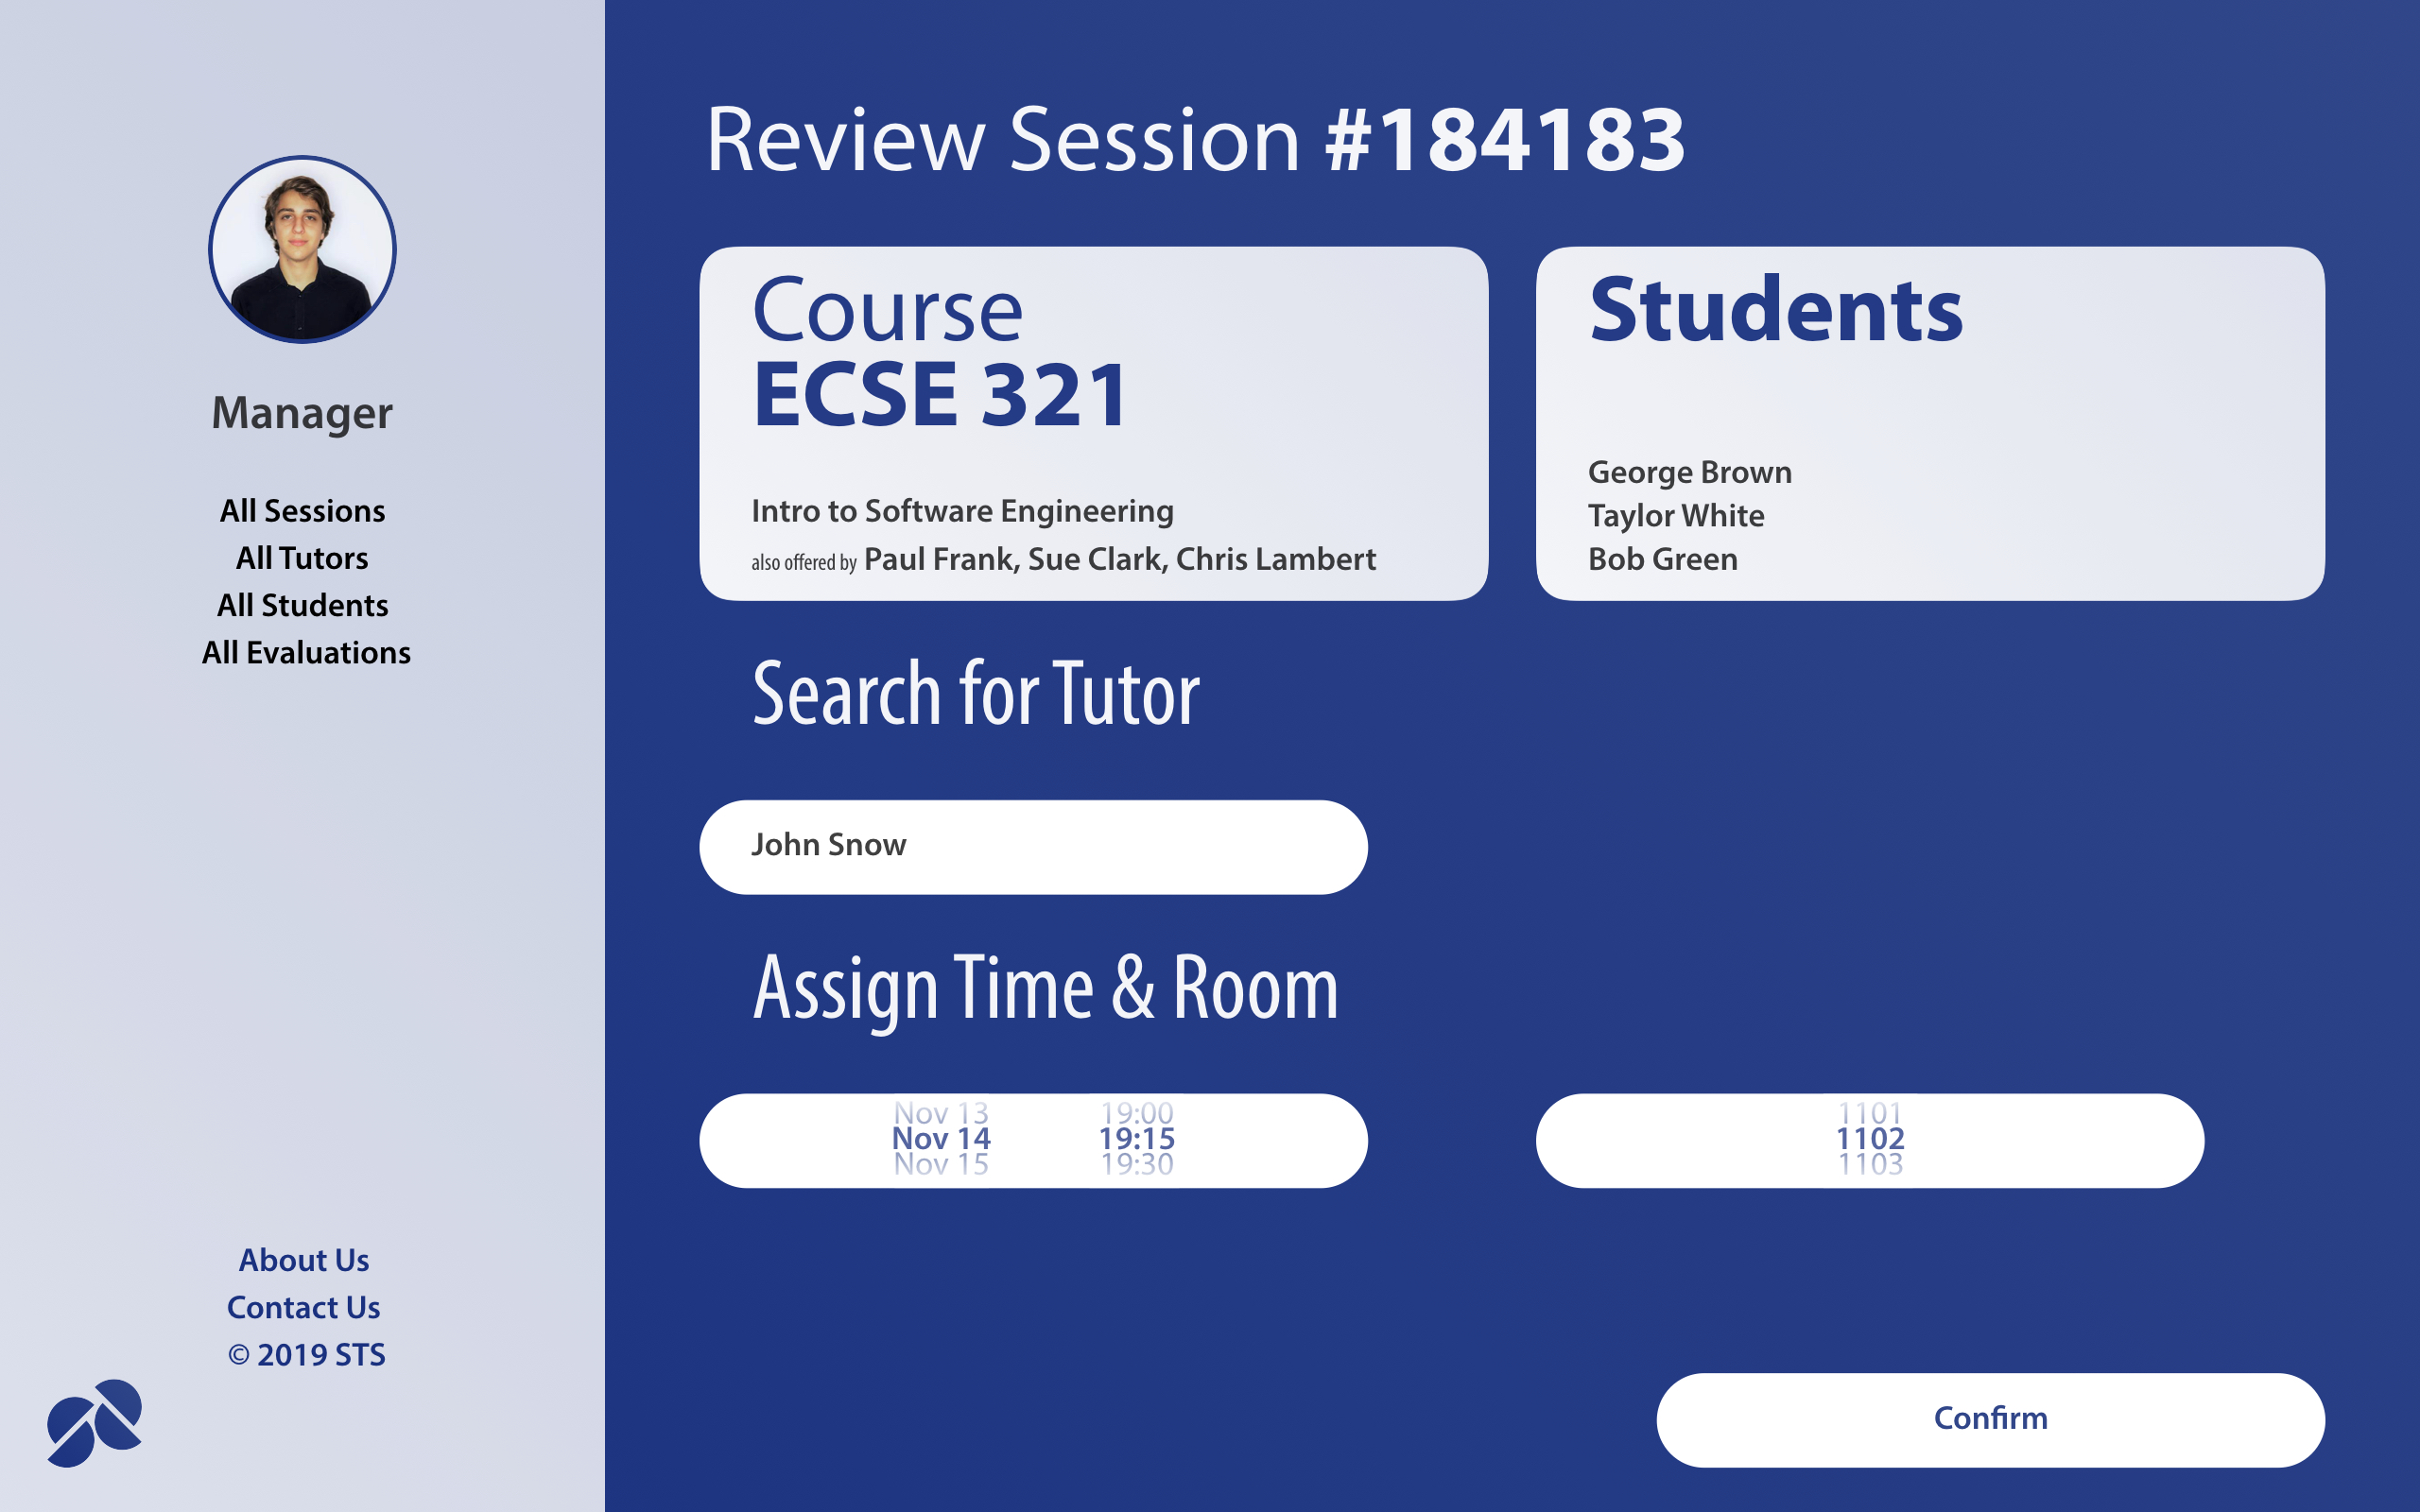 Manager
All Sessions
All Tutors
All Students
All Evaluations
About Us
Contact Us
© 2019 STS
Review Session #184183
Course
ECSE 321
Intro to Software Engineering
also offered by Paul Frank, Sue Clark, Chris Lambert
Students
George Brown
Taylor White
Bob Green
Search for Tutor
John Snow
Assign Time & Room
Nov 13 19:00
Nov 14 19:15
Nov 15 19:30
1101
1102
1103
Confirm